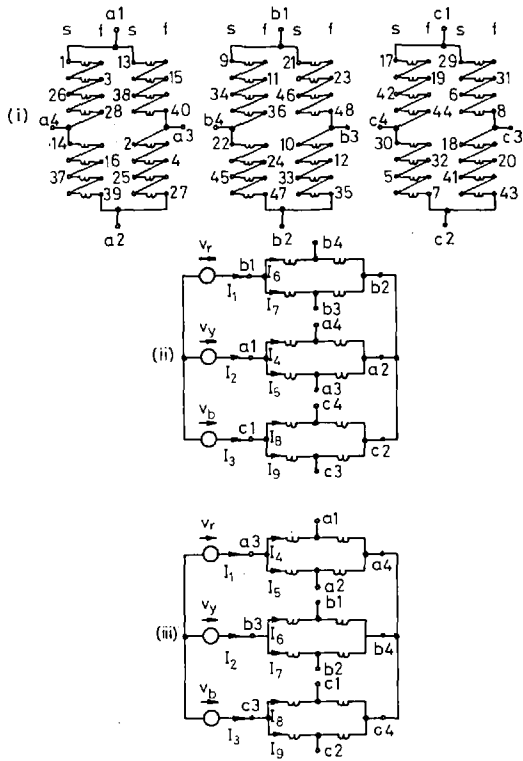 a1 b1 c1
s f s f s f s f s f s f
1 13 9 21 17 29
3 15 11 23 19 31
26 38 34 46 42 6
28 40 36 48 44 8
(i) a4 a3 b4 b3 c4 c3
14 2 22 10 30 18
16 4 24 12 32 20
37 25 45 33 5 41
39 27 47 35 7 43
a2 b2 c2
b4
vr b1 I6 b2
I1 I7 b3
a4
(ii) vy a1 I4 a2
I2 I5 a3
c4
vb c1 I8 c2
I3 I9 c3
a1
vr a3 I4 a4
I1 I5 a2
b1
(iii) vy b3 I6 b4
I2 I7 b2
c1
vb c3 I8 c4
I3 I9 c2